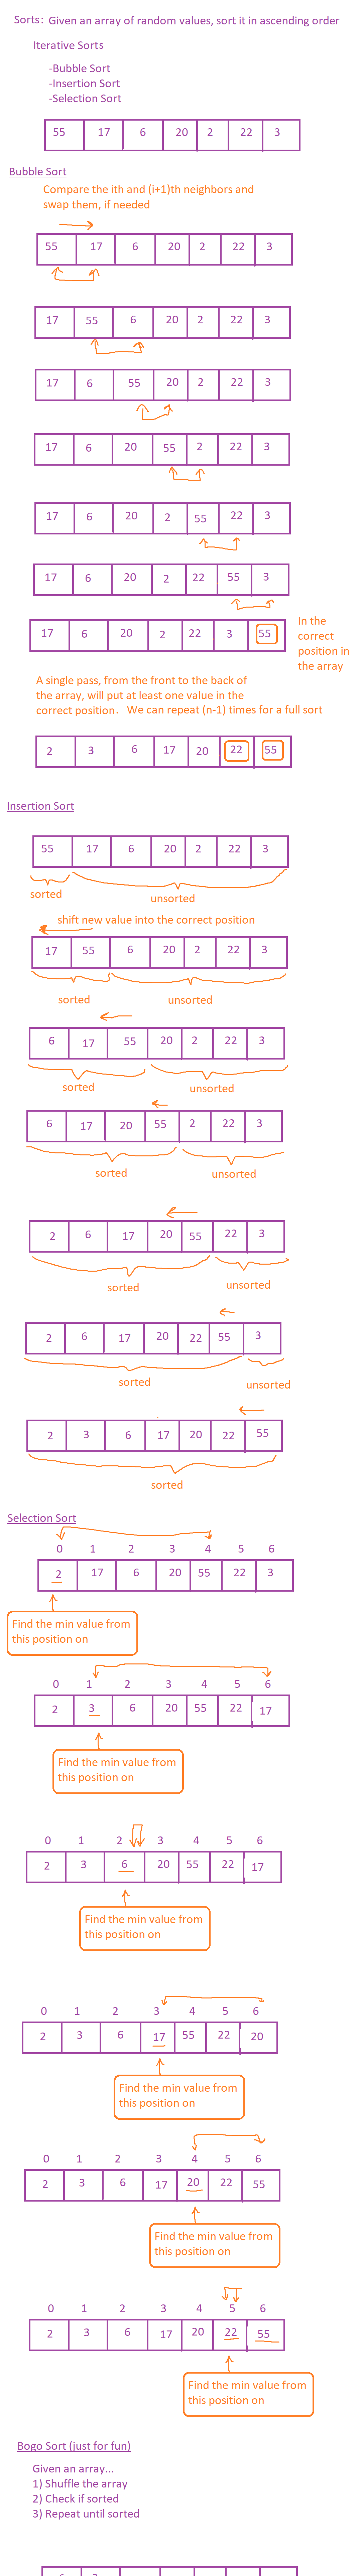 Sorts: Given an array of random values, sort it in ascending order
Iterative Sorts
-Bubble Sort
-Insertion Sort
-Selection Sort
55 17 6 20 2 22 3
Bubble Sort
Compare the ith and (i+1)th neighbors and
swap them, if needed
55 17 6 20 2 22 3
17 55 6 20 2 22 3
17 6 55 20 2 22 3
17 6 20 55 2 22 3
17 6 20 2 55 22 3
17 6 20 2 22 55 3
17 6 20 2 22 3 55
In the
correct
position in
the array
A single pass, from the front to the back of
the array, will put at least one value in the
correct position. We can repeat (n-1) times for a full sort
2 3 6 17 20 22 55
Insertion Sort
55 17 6 20 2 22 3
sorted unsorted
shift new value into the correct position
17 55 6 20 2 22 3
sorted unsorted
6 17 55 20 2 22 3
sorted unsorted
6 17 20 55 2 22 3
sorted unsorted
2 6 17 20 55 22 3
sorted unsorted
2 6 17 20 22 55 3
sorted unsorted
2 3 6 17 20 22 55
sorted
Selection Sort
0 1 2 3 4 5 6
2 17 6 20 55 22 3
Find the min value from
this position on
0 1 2 3 4 5 6
2 3 6 20 55 22 17
Find the min value from
this position on
0 1 2 3 4 5 6
2 3 6 20 55 22 17
Find the min value from
this position on
0 1 2 3 4 5 6
2 3 6 17 55 22 20
Find the min value from
this position on
0 1 2 3 4 5 6
2 3 6 17 20 22 55
Find the min value from
this position on
0 1 2 3 4 5 6
2 3 6 17 20 22 55
Find the min value from
this position on
Bogo Sort (just for fun)
Given an array...
1) Shuffle the array
2) Check if sorted
3) Repeat until sorted